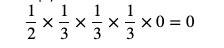 1/2 × 1/3 × 1/3 × 1/3 × 0 = 0